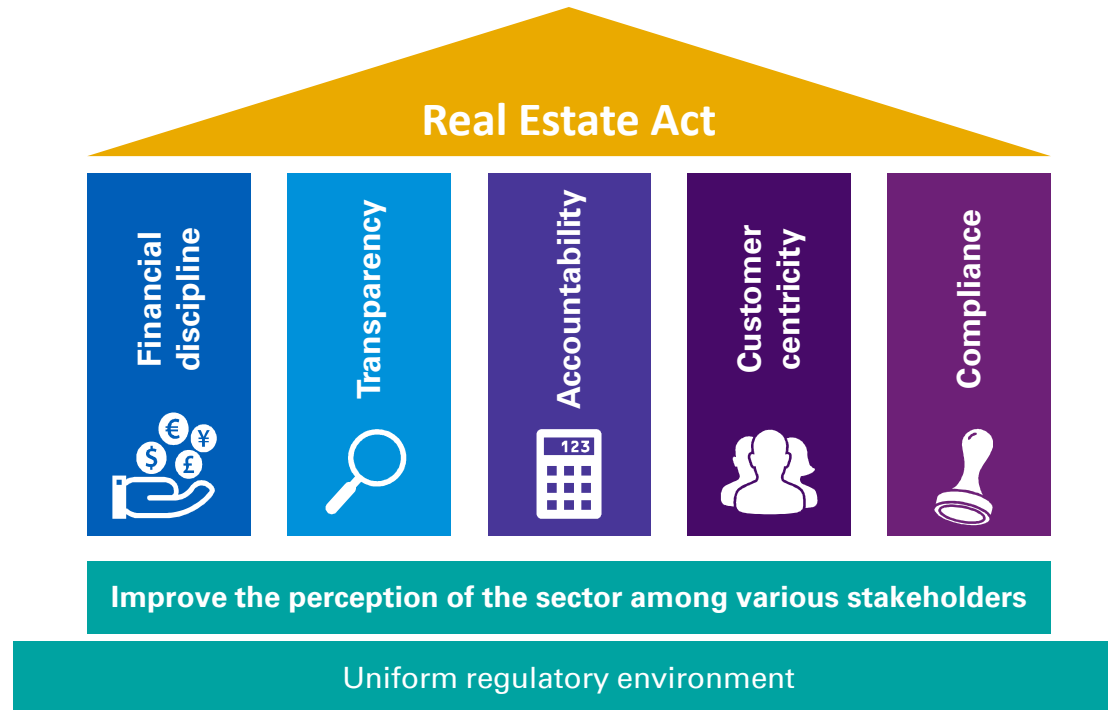 Real Estate Act
Financial
discipline
Transparency
Accountability
Customer
centricity
Compliance
€
¥
$
£
123
Improve the perception of the sector among various stakeholders
Uniform regulatory environment